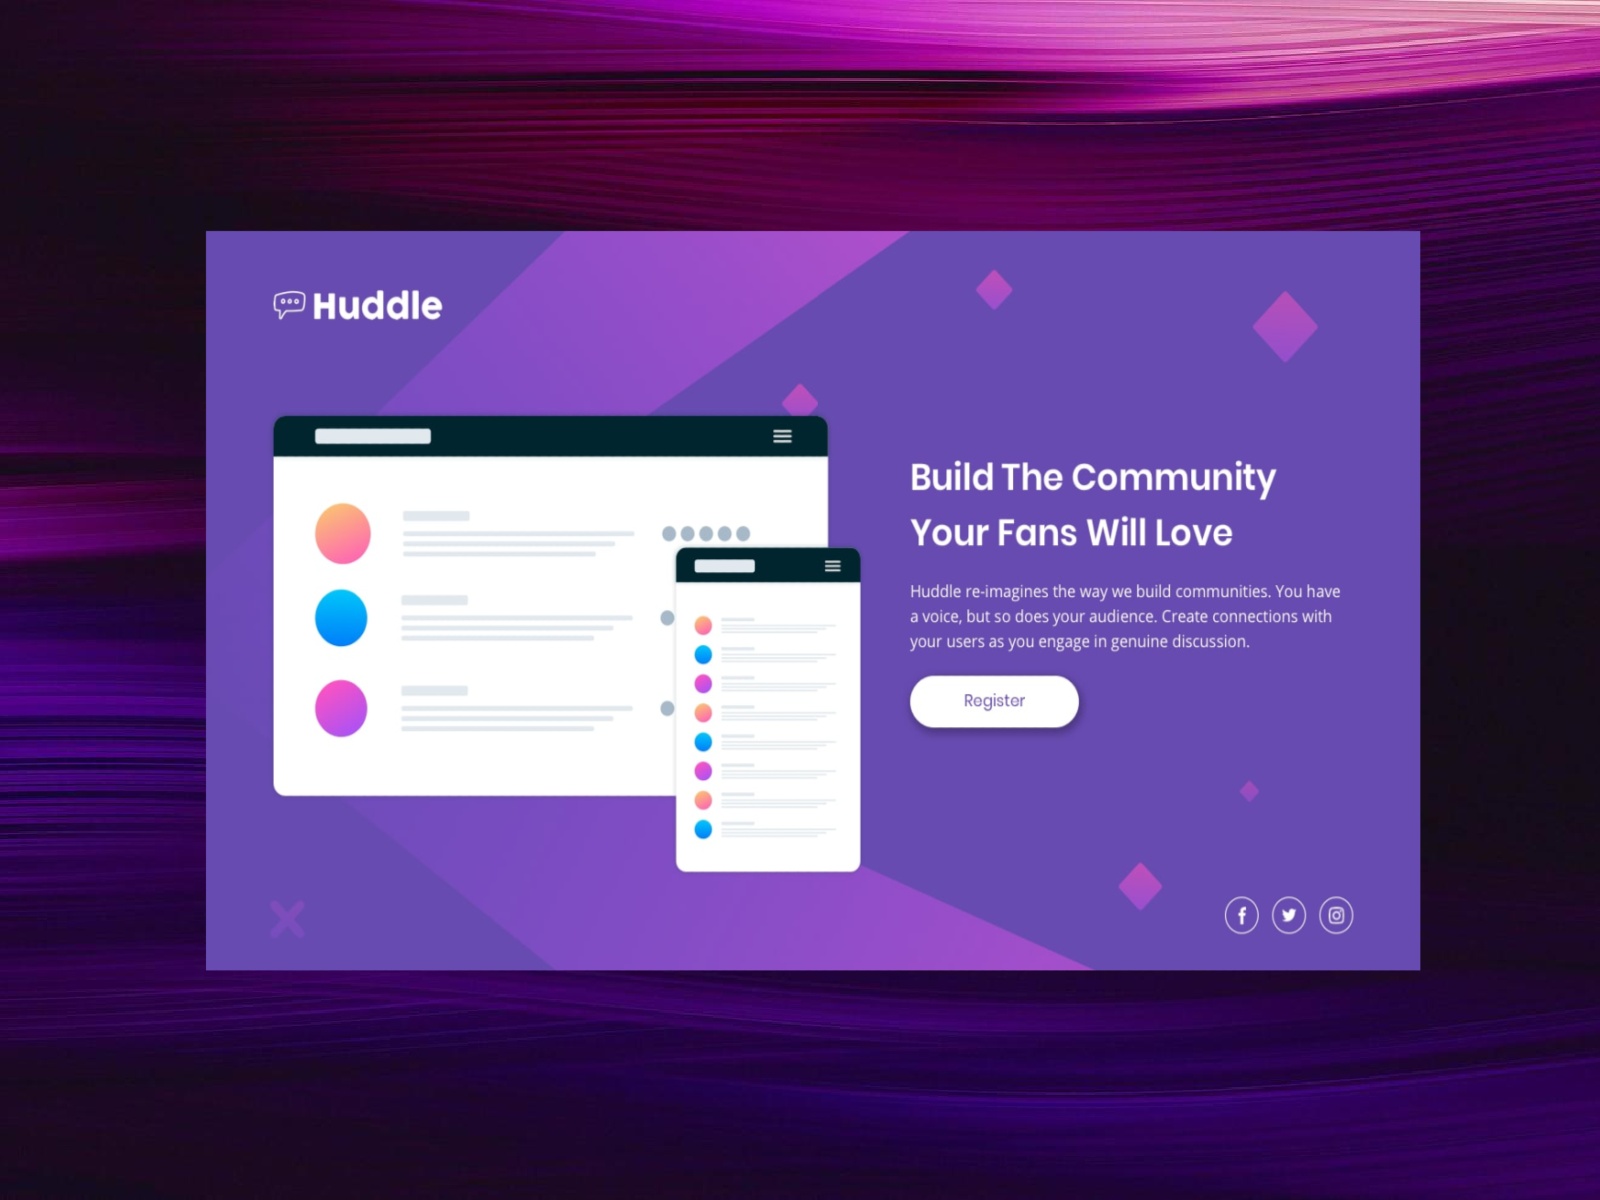 Huddle
Build The Community
Your Fans Will Love
Huddle re-imagines the way we build communities. You have
a voice, but so does your audience. Create connections with
your users as you engage in genuine discussion.
Register